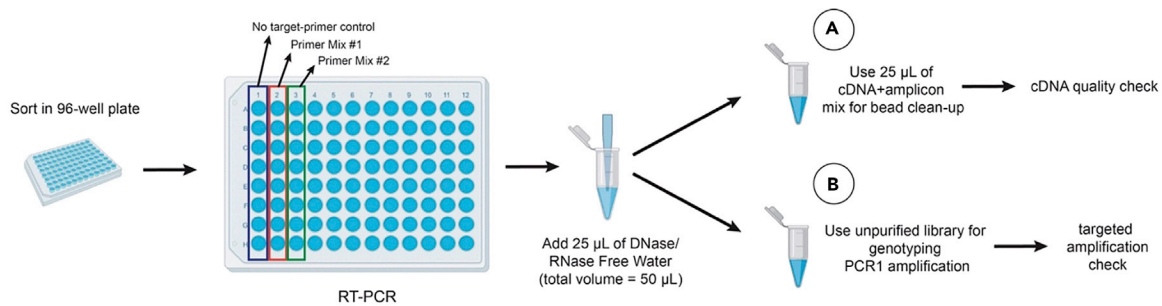 No target-primer control
Primer Mix #1
Primer Mix #2
Sort in 96-well plate
1 2 3 4 5 6 7 8 9 10 11 12
A
B
C
D
E
F
G
H
RT-PCR
Add 25 µL of DNase/
RNase Free Water
(total volume = 50 µL)
A
Use 25 µL of
cDNA+amplicon
mix for bead clean-up
cDNA quality check
B
Use unpurified library for
genotyping
PCR1 amplification
targeted
amplification
check